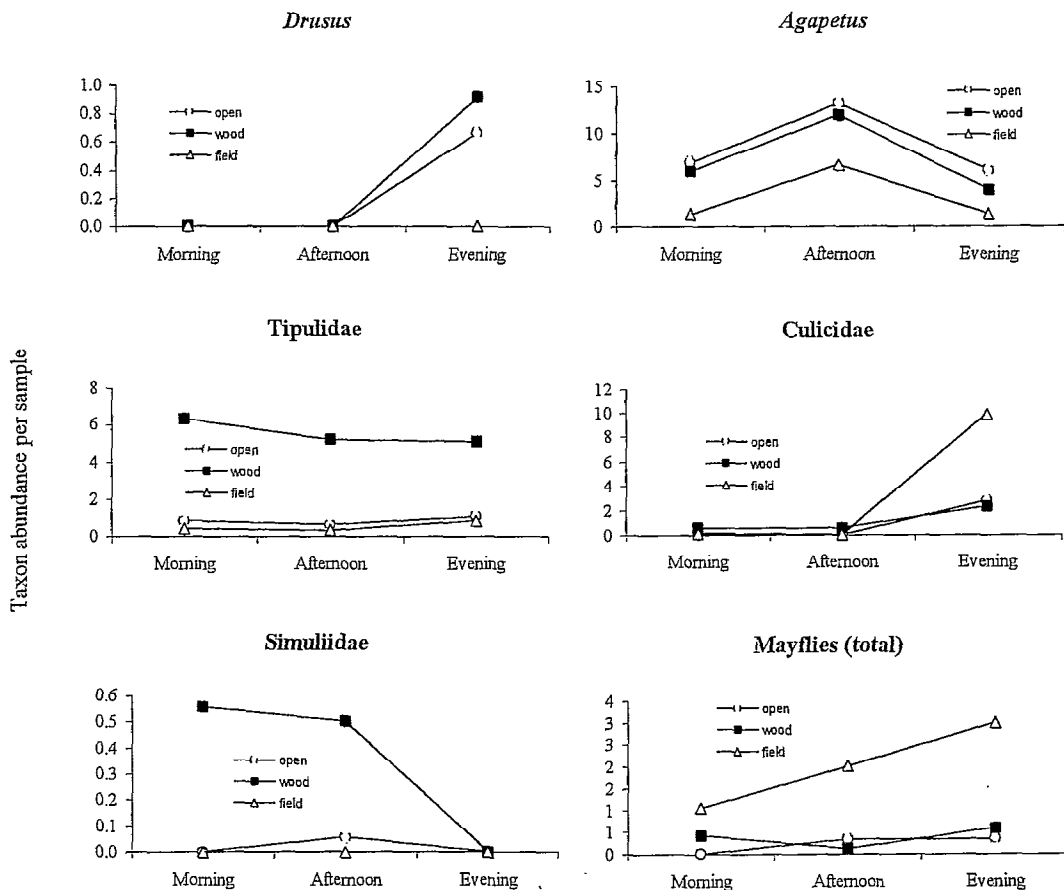 Taxon abundance per sample
Drusus
1.0
0.8
0.6
0.4
0.2
0.0
open
wood
field
Morning Afternoon Evening
Agapetus
15
10
5
0
open
wood
field
Morning Afternoon Evening
Tipulidae
8
6
4
2
0
open
wood
field
Morning Afternoon Evening
Culicidae
12
10
8
6
4
2
0
open
wood
field
Morning Afternoon Evening
Simuliidae
0.6
0.5
0.4
0.3
0.2
0.1
0.0
open
wood
field
Morning Afternoon Evening
Mayflies (total)
4
3
3
2
2
1
1
0
open
wood
field
Morning Afternoon Evening